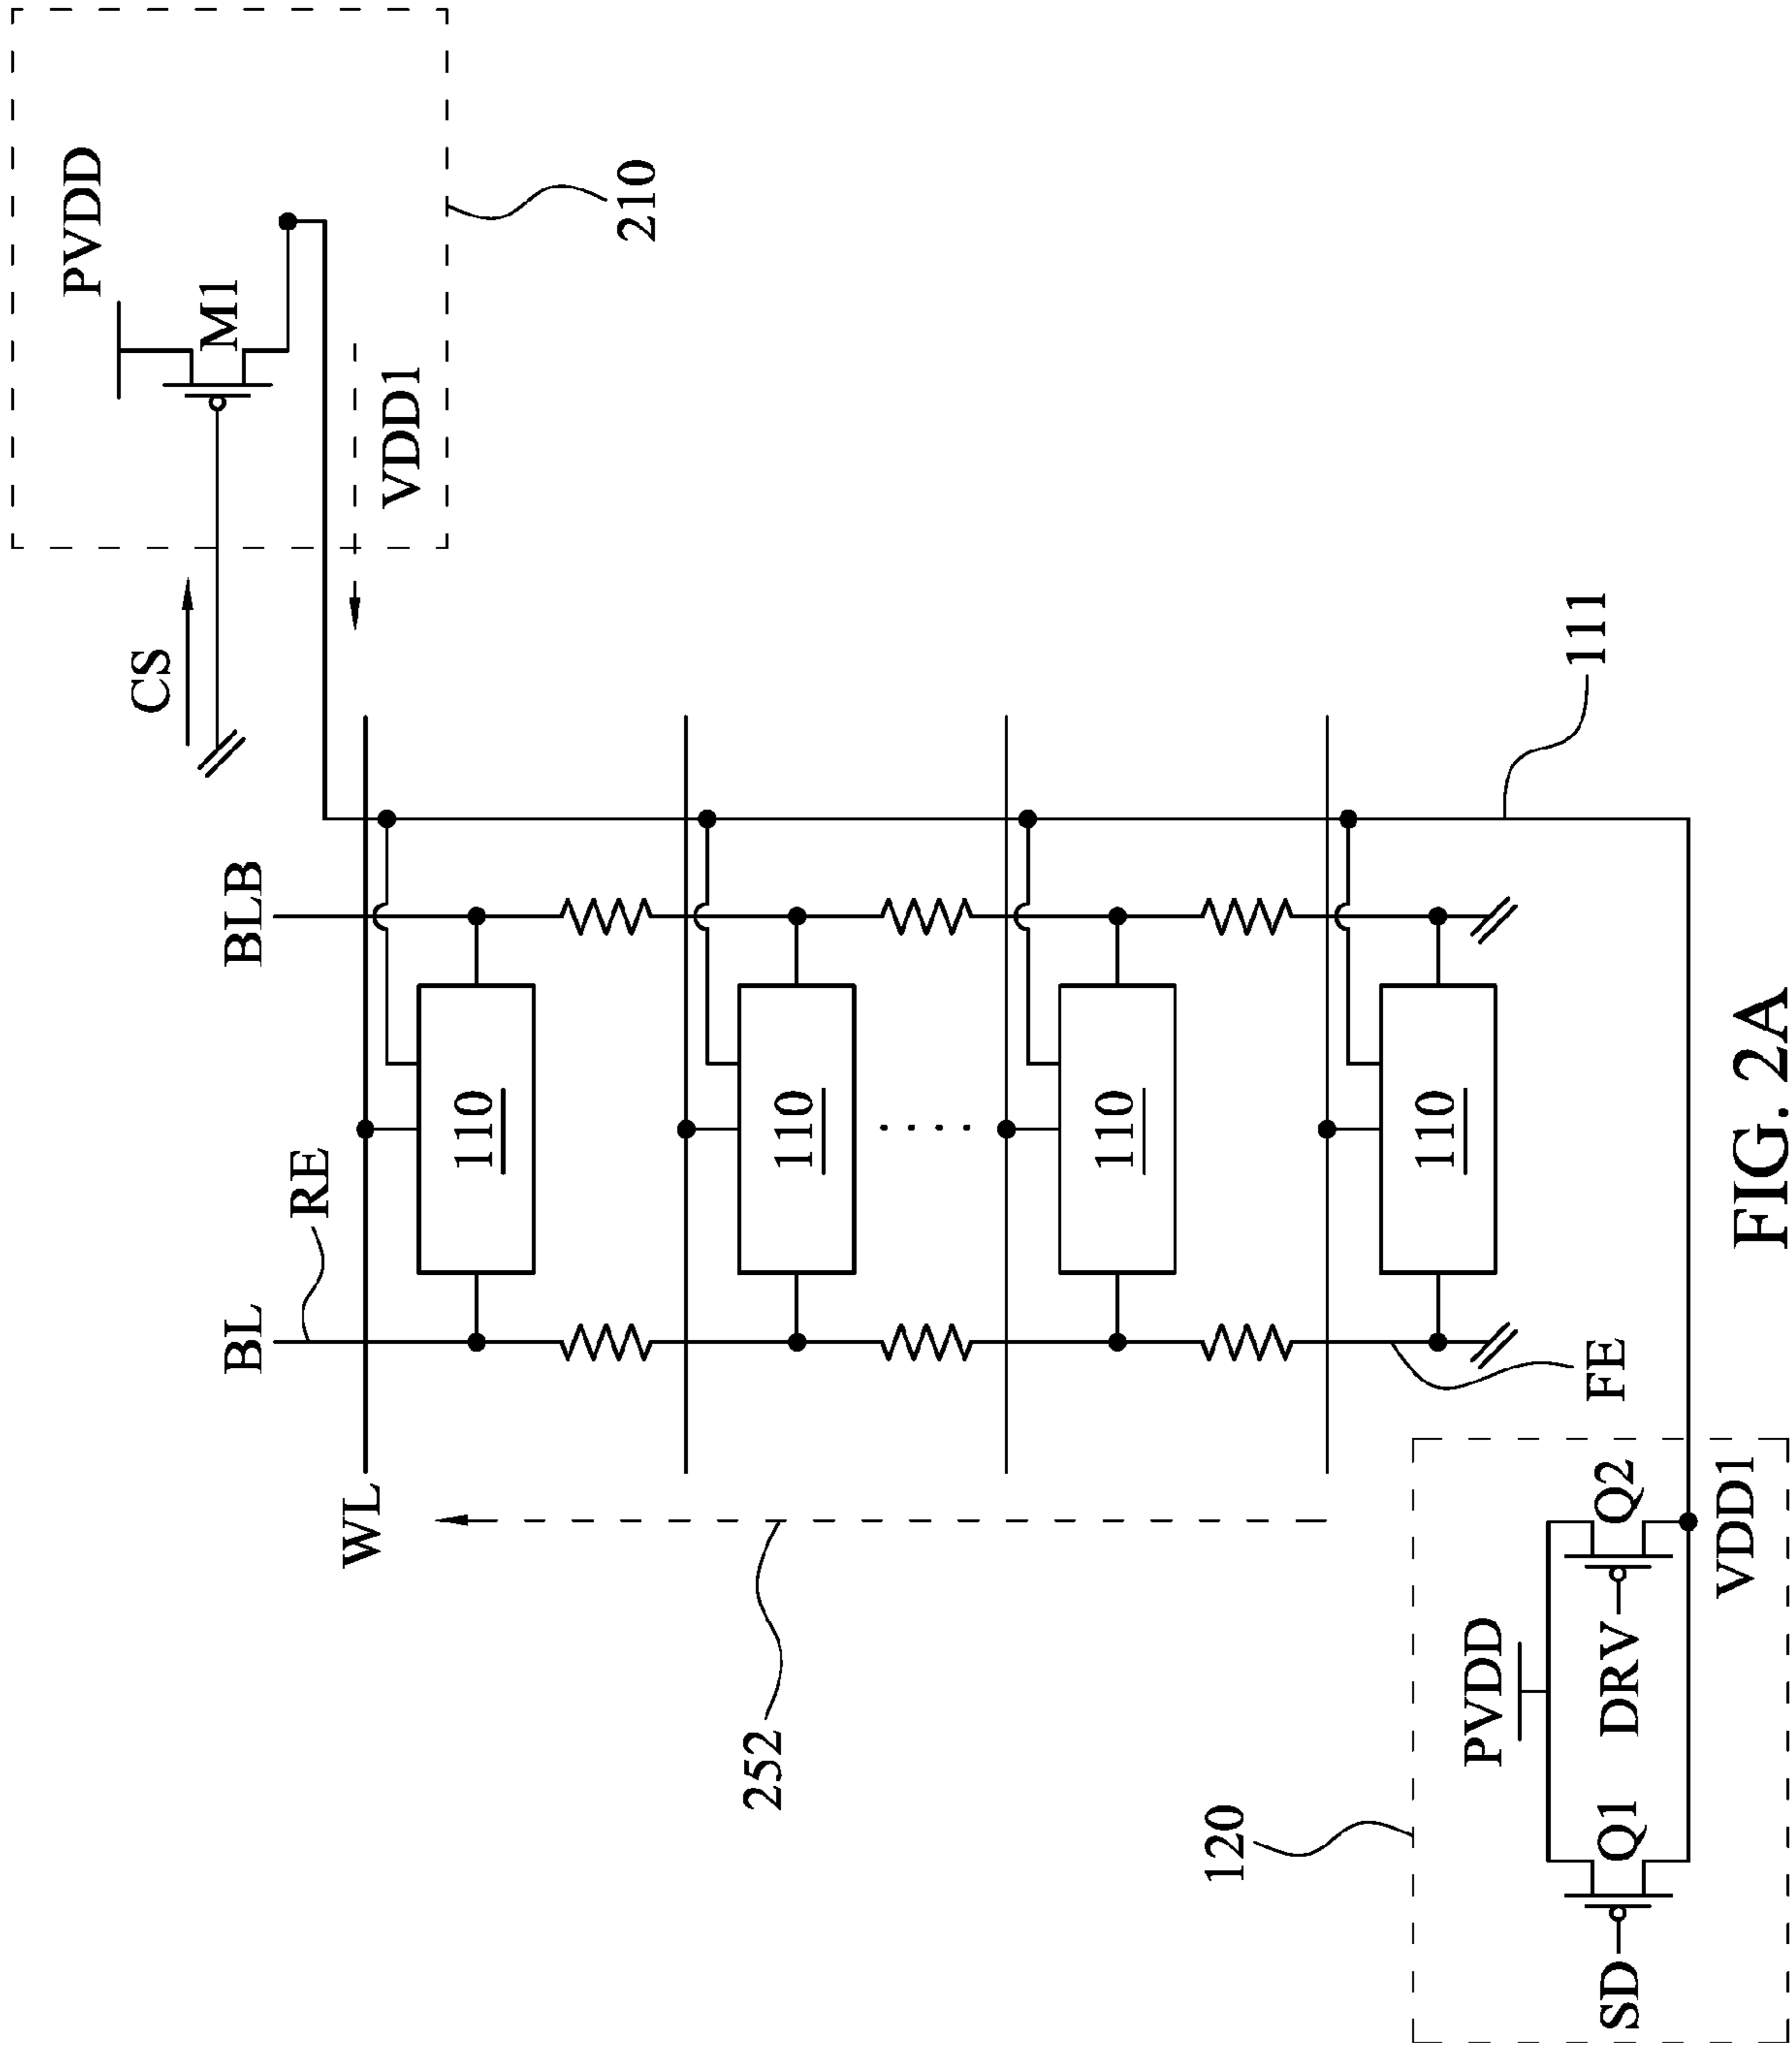 PVDD
M1
210
CS
VDD1
BLB
BL
RE
WL
110
110
....
110
110
111
FE
252
120
PVDD
Q1
Q2
SD
DRV
VDD1
FIG. 2A